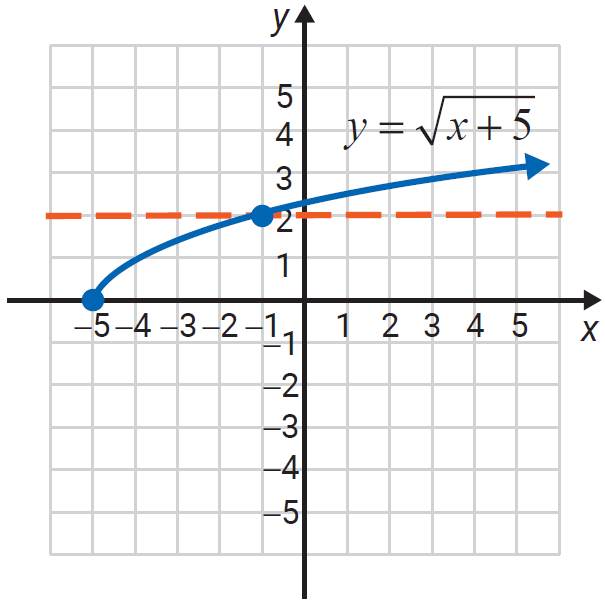 y
5
4
y = √x + 5
3
2
1
–5 –4 –3 –2 –1 1 2 3 4 5
x
–1
–2
–3
–4
–5